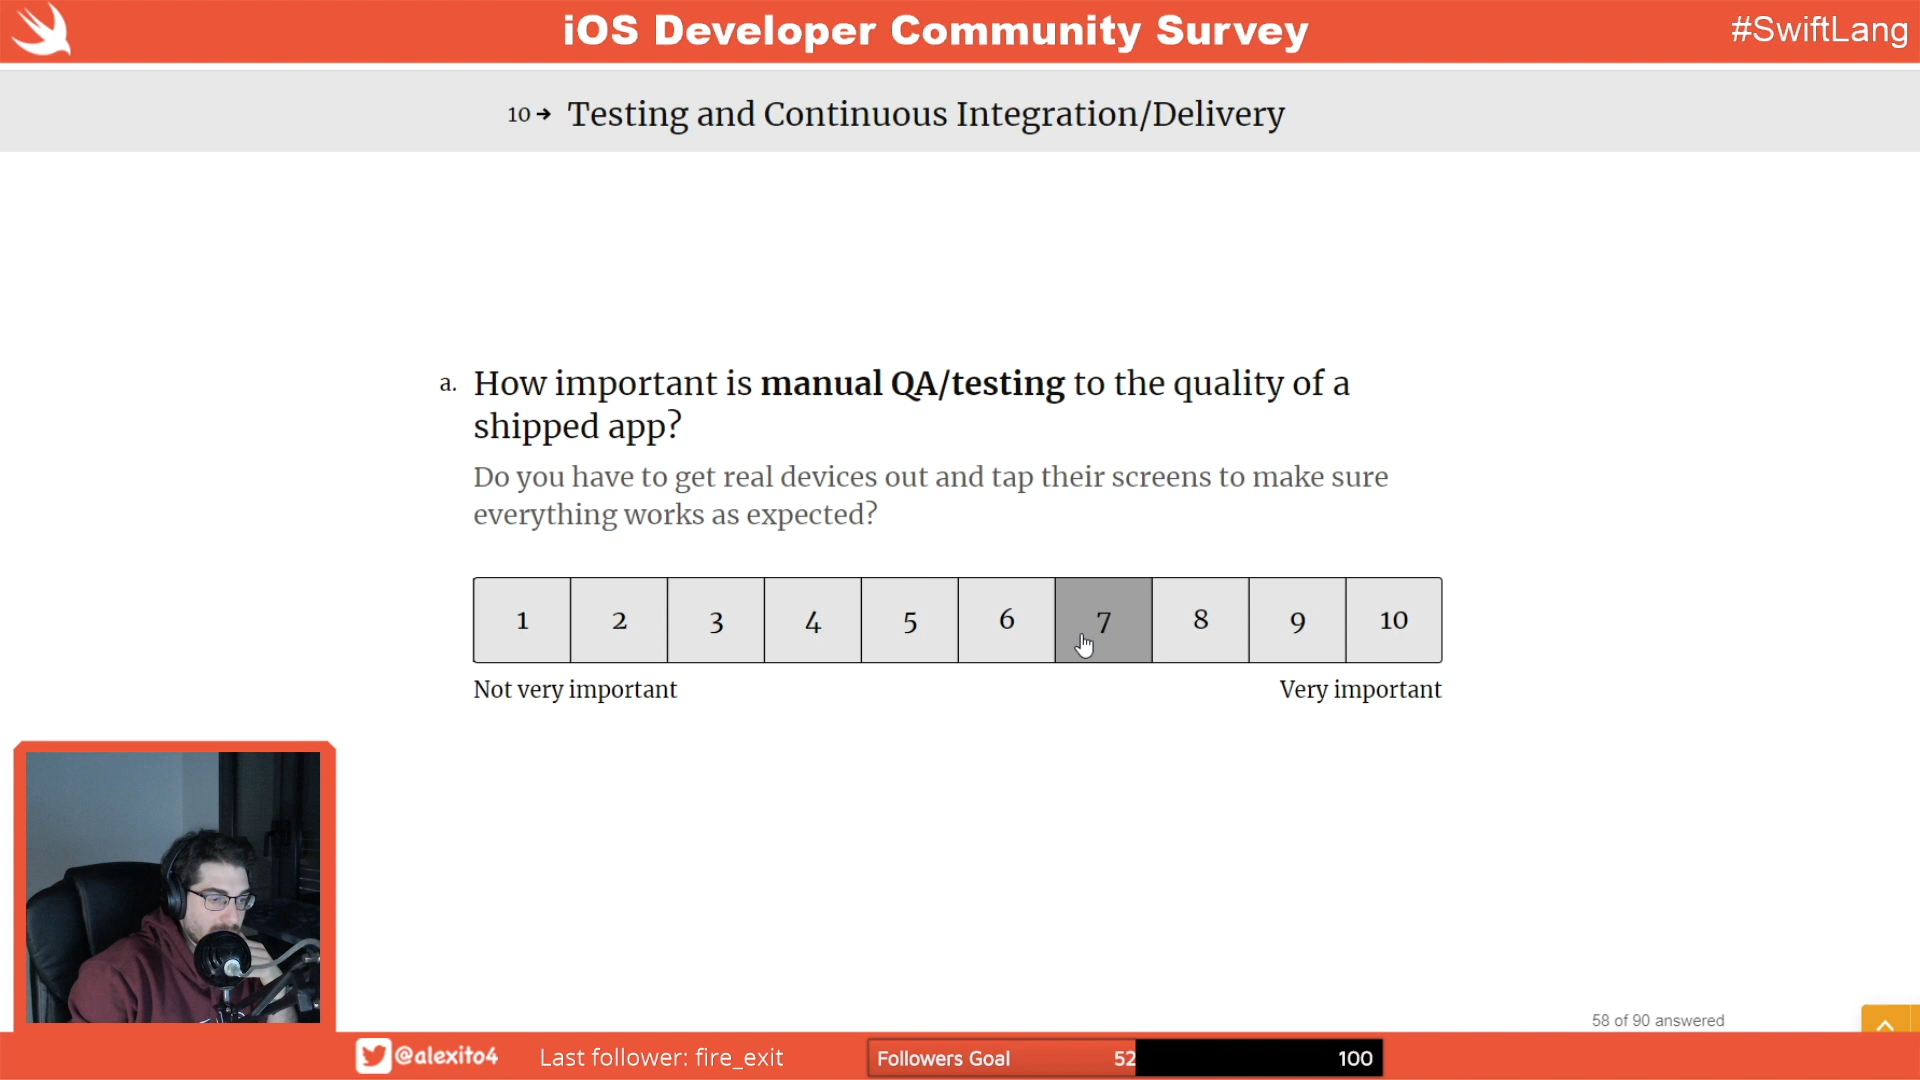 iOS Developer Community Survey
#SwiftLang
10 → Testing and Continuous Integration/Delivery
a. How important is manual QA/testing to the quality of a
shipped app?
Do you have to get real devices out and tap their screens to make sure
everything works as expected?
1 2 3 4 5 6 7 8 9 10
Not very important
Very important
58 of 90 answered
@alexito4
Last follower: fire_exit
Followers Goal 52 100